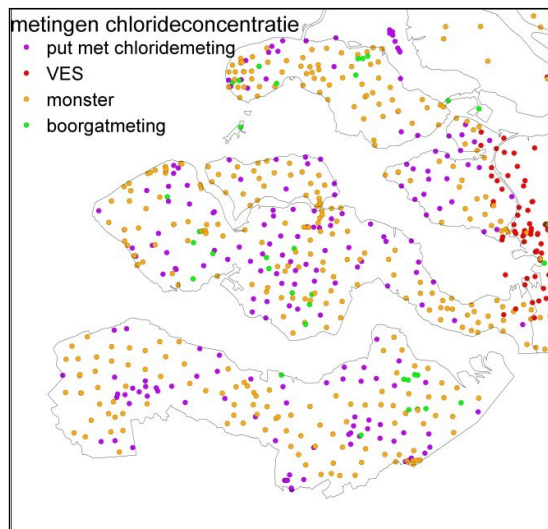 metingen chlorideconcentratie
put met chloridemeting
VES
monster
boorgatmeting